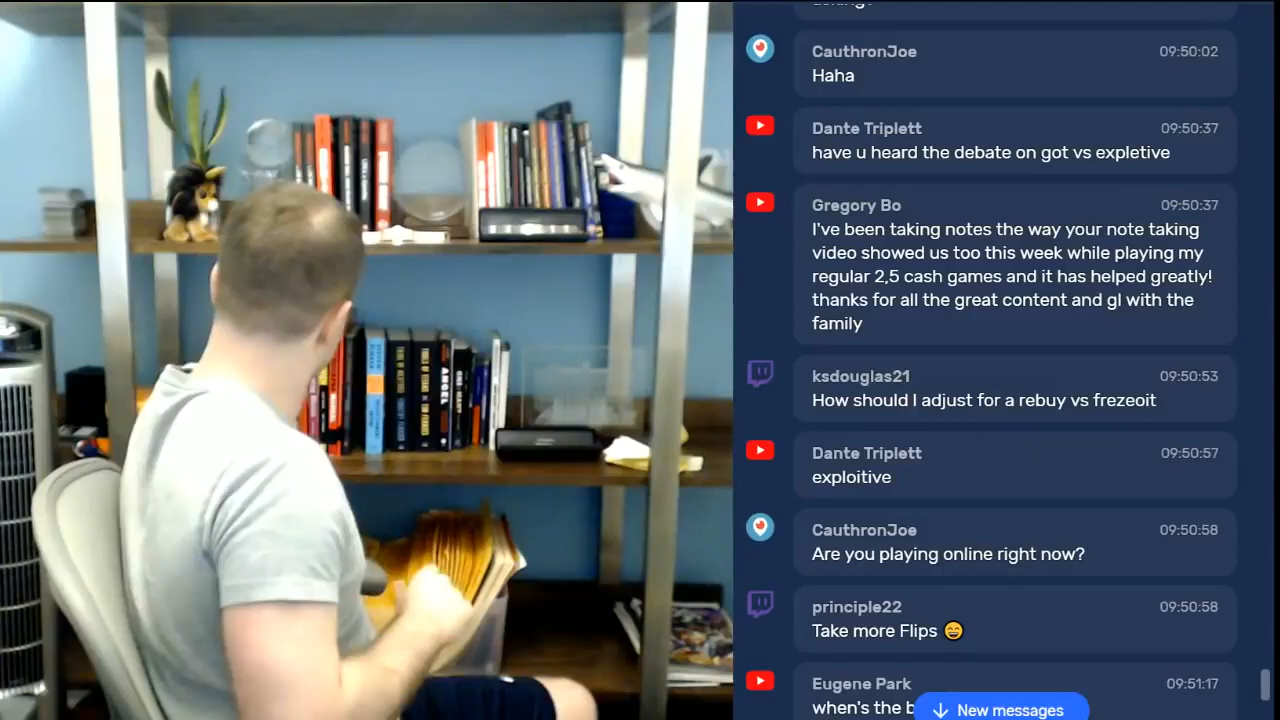 CauthronJoe 09:50:02
Haha
Dante Triplett 09:50:37
have u heard the debate on got vs expletive
Gregory Bo 09:50:37
I've been taking notes the way your note taking
video showed us too this week while playing my
regular 2,5 cash games and it has helped greatly!
thanks for all the great content and gl with the
family
ksdouglas21 09:50:53
How should I adjust for a rebuy vs frezeoit
Dante Triplett 09:50:57
exploitive
CauthronJoe 09:50:58
Are you playing online right now?
principle22 09:50:58
Take more Flips 😄
Eugene Park 09:51:17
when's the
New messages
ANGEL